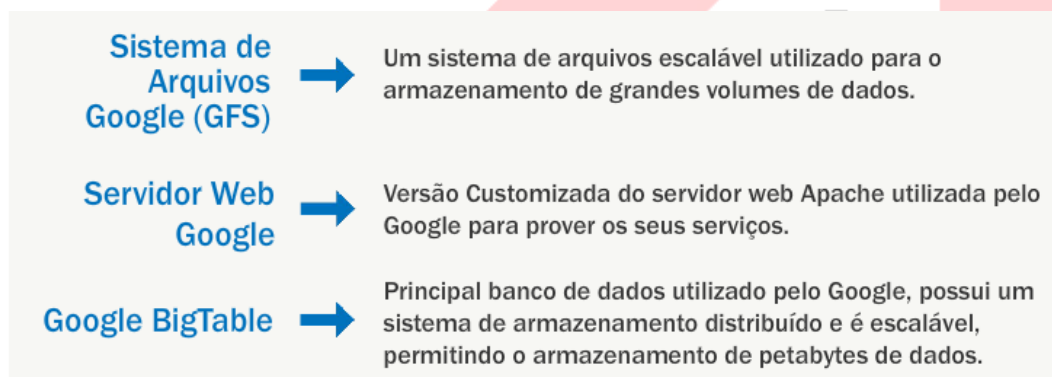 Sistema de
Arquivos
Google (GFS)
Um sistema de arquivos escalável utilizado para o
armazenamento de grandes volumes de dados.
Servidor Web
Google
Versão Customizada do servidor web Apache utilizada pelo
Google para prover os seus serviços.
Google BigTable
Principal banco de dados utilizado pelo Google, possui um
sistema de armazenamento distribuído e é escalável,
permitindo o armazenamento de petabytes de dados.